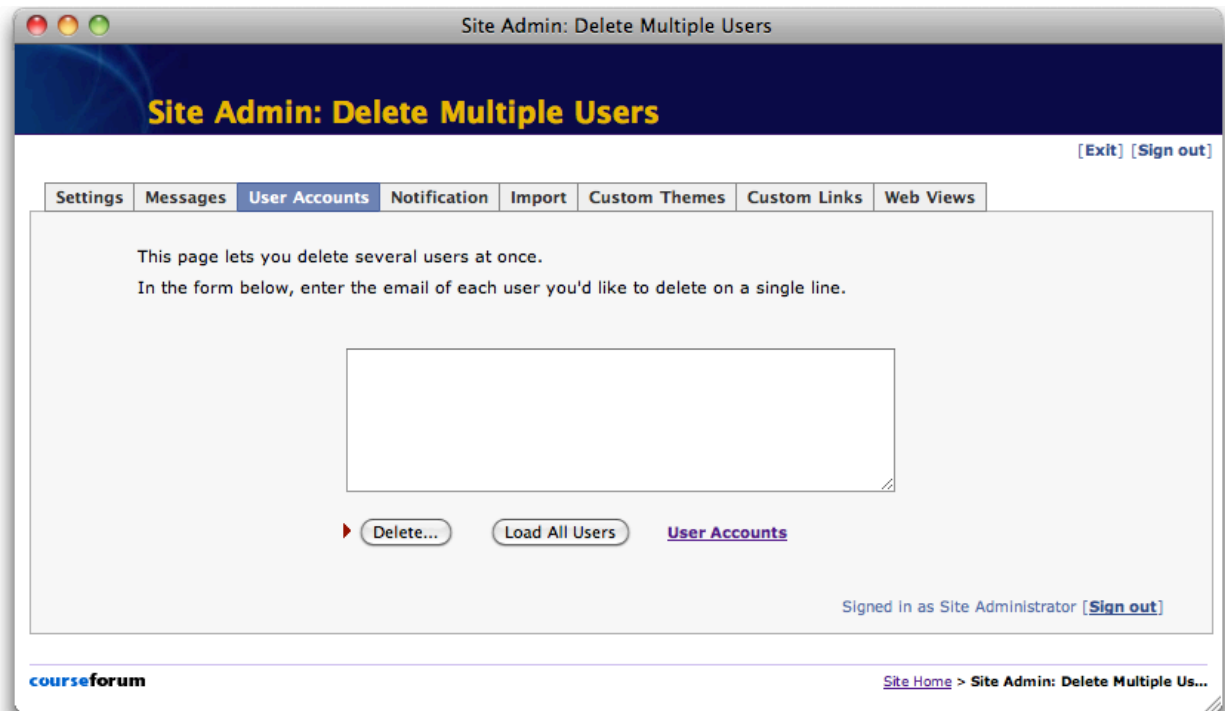 Site Admin: Delete Multiple Users
Site Admin: Delete Multiple Users
[Exit] [Sign out]
Settings Messages User Accounts Notification Import Custom Themes Custom Links Web Views
This page lets you delete several users at once.
In the form below, enter the email of each user you'd like to delete on a single line.
Delete... Load All Users User Accounts
Signed in as Site Administrator [Sign out]
courseforum Site Home > Site Admin: Delete Multiple Us...